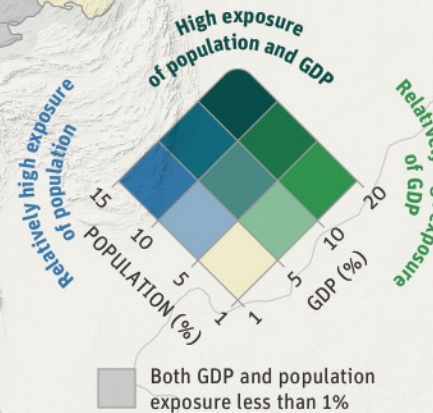 High exposure
of population and GDP
Relatively high exposure
of population
Relatively
exposure
of GDP
15
10
5
1
POPULATION (%)
1
5
10
20
GDP (%)
Both GDP and population
exposure less than 1%